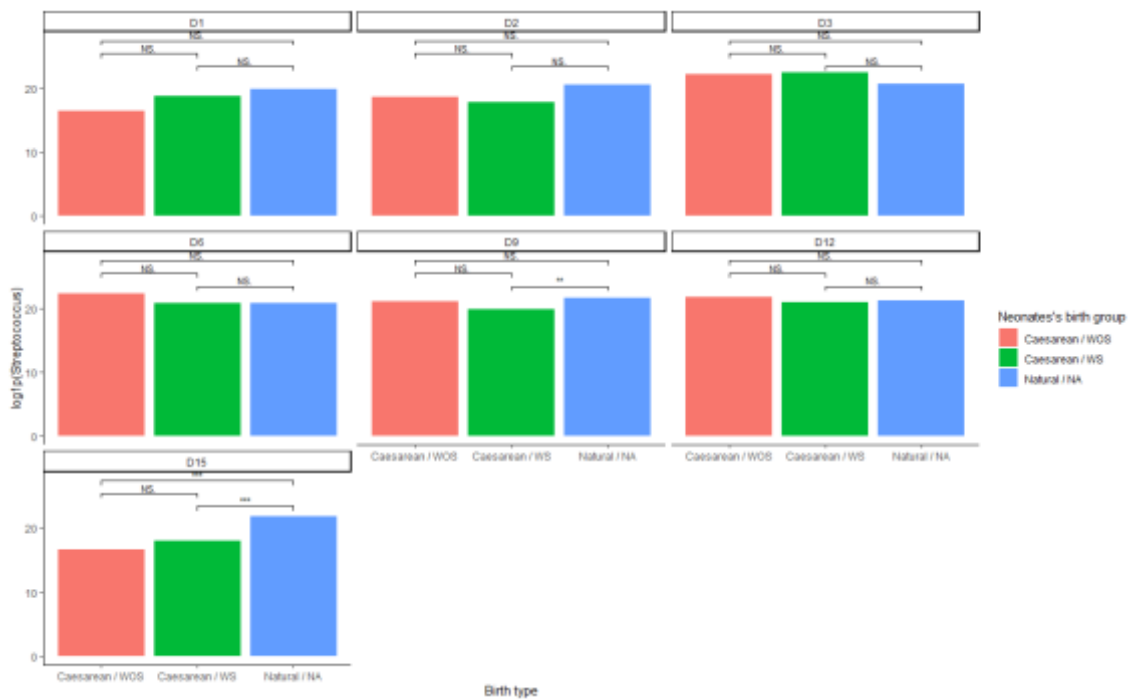 D1 D2 D3
NS. NS. NS.
NS. NS. NS.
NS. NS. NS.
20
10
0
D6 D9 D12
NS. NS. NS.
NS. NS. NS.
NS. ** NS.
20
10
0
log1p(Streptococcus)
Neonates's birth group
Caesarean / WOS
Caesarean / WS
Natural / NA
Caesarean / WOS Caesarean / WS Natural / NA Caesarean / WOS Caesarean / WS Natural / NA
D15
***
NS.
***
20
10
0
Caesarean / WOS Caesarean / WS Natural / NA
Birth type